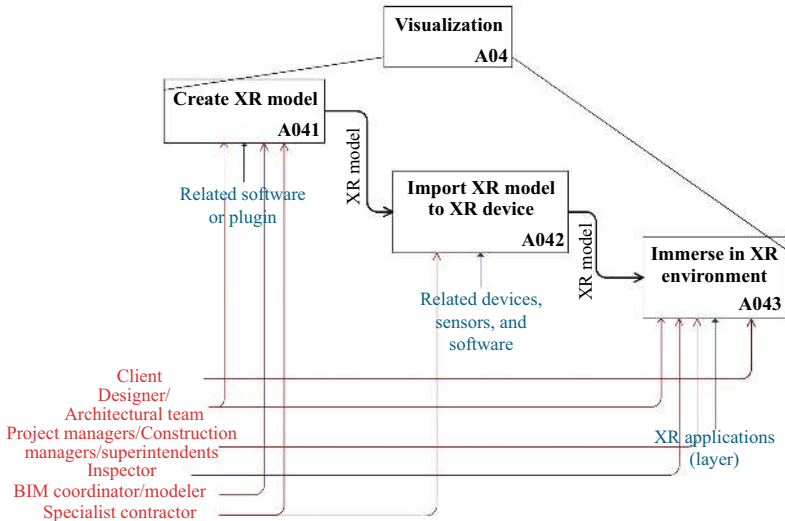 Visualization
A04
Create XR model
A041
XR model
Related software
or plugin
Import XR model
to XR device
A042
XR model
Immerse in XR
environment
A043
Related devices,
sensors, and
software
Client
Designer/
Architectural team
Project managers/Construction
managers/superintendents
Inspector
BIM coordinator/modeler
Specialist contractor
XR applications
(layer)